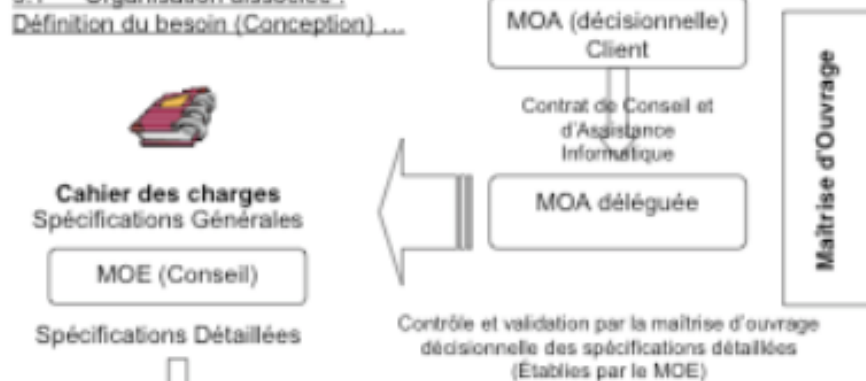 Organisation associée :
Définition du besoin (Conception) ...
MOA (décisionnelle)
Client
Contrat de Conseil et
d'Assistance
Informatique
MOA déléguée
Maîtrise d'Ouvrage
Cahier des charges
Spécifications Générales
MOE (Conseil)
Spécifications Détaillées
Contrôle et validation par la maîtrise d'ouvrage
décisionnelle des spécifications détaillées
(Établies par le MOE)